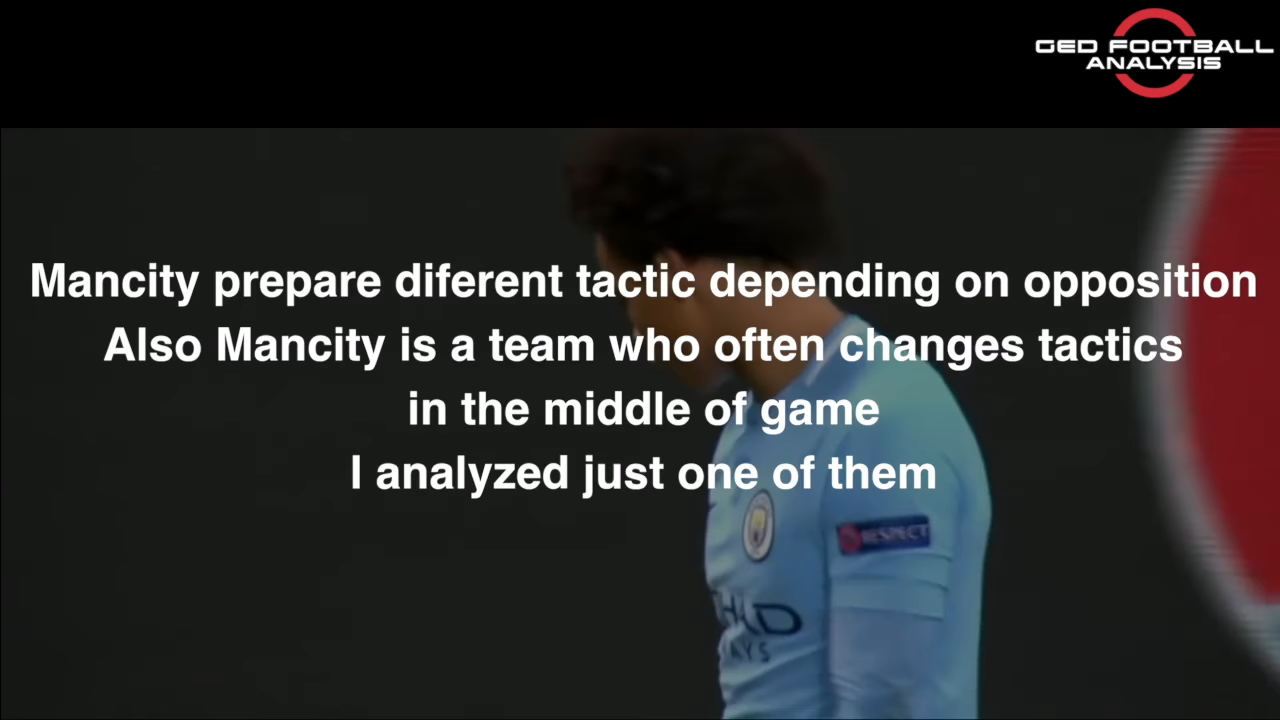 GED FOOTBALL
ANALYSIS
Mancity prepare diferent tactic depending on opposition
Also Mancity is a team who often changes tactics
in the middle of game
I analyzed just one of them
RESPECT